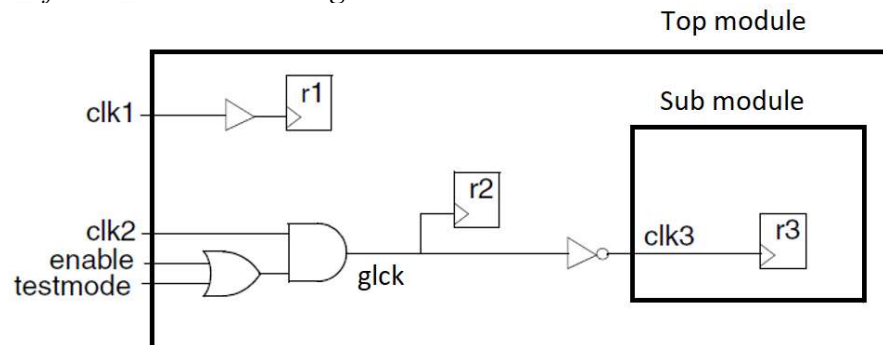 Top module
r1
clk1
Sub module
r2
clk2
clk3
r3
enable
glck
testmode